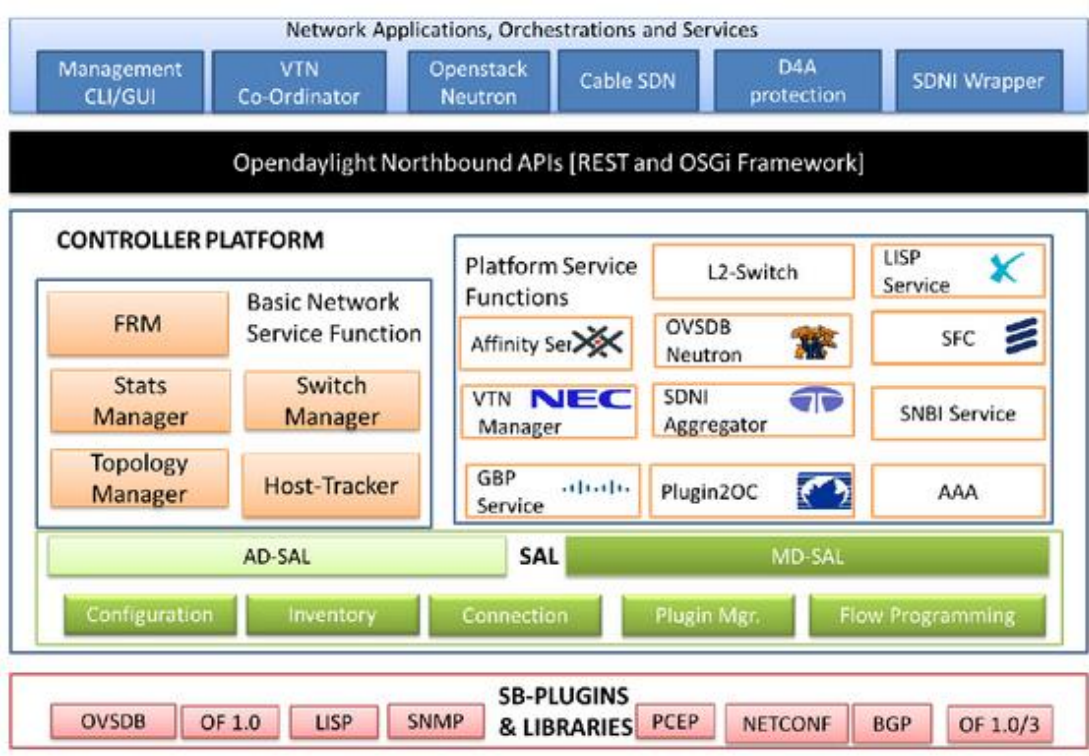 Network Applications, Orchestrations and Services
Management
CLI/GUI
VTN
Co-Ordinator
Openstack
Neutron
Cable SDN
D4A
protection
SDNI Wrapper
Opendaylight Northbound APIs [REST and OSGi Framework]
CONTROLLER PLATFORM
FRM
Basic Network
Service Function
Stats
Manager
Switch
Manager
Topology
Manager
Host-Tracker
Platform Service
Functions
L2-Switch
LISP
Service
Affinity Ser
OVSDB
Neutron
SFC
VTN
Manager
NEC
SDNI
Aggregator
SNBI Service
GBP
Service
Plugin2OC
AAA
AD-SAL
SAL
MD-SAL
Configuration
Inventory
Connection
Plugin Mgr.
Flow Programming
SB-PLUGINS
& LIBRARIES
OVSDB
OF 1.0
LISP
SNMP
PCEP
NETCONF
BGP
OF 1.0/3